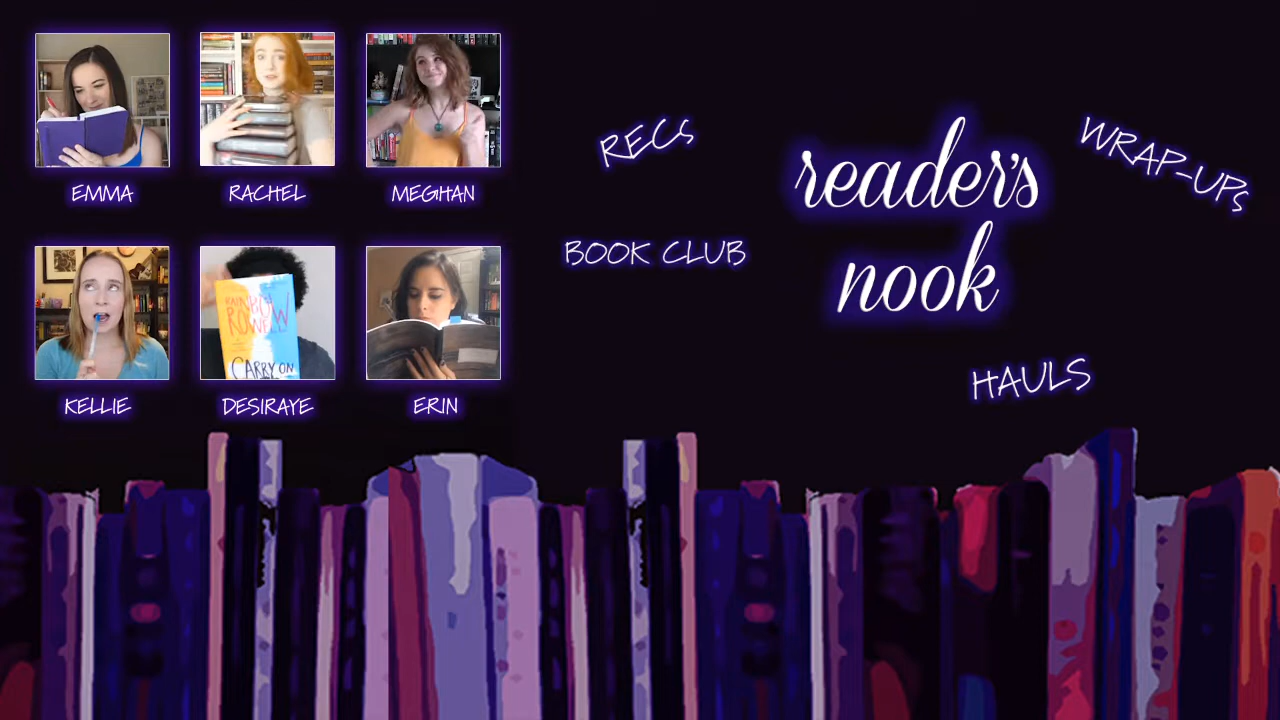 EMMA
RACHEL
MEGHAN
RAINBOW
ROWELL
CARRY ON
KELLIE
DESIRAYE
ERIN
RECS
BOOK CLUB
reader's
nook
WRAP-UPS
HAULS